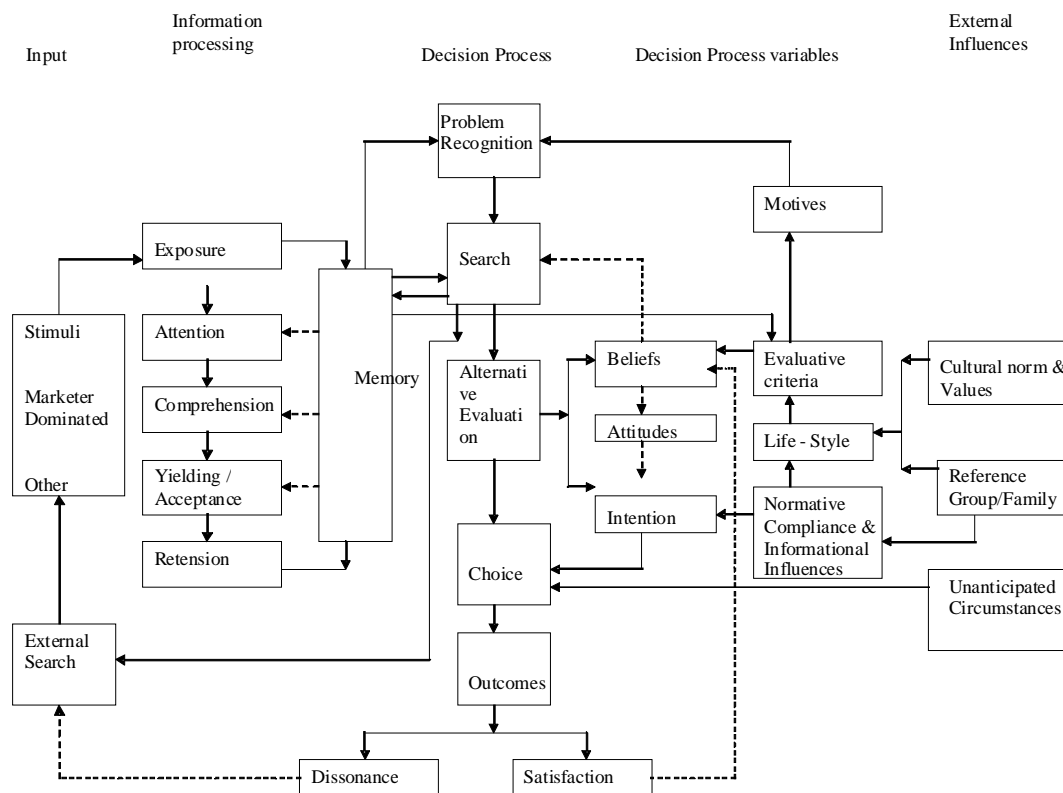 Input
Information
processing
Decision Process
Decision Process variables
External
Influences
Problem
Recognition
Motives
Exposure
Search
Stimuli
Marketer
Dominated
Other
Attention
Memory
Alternat
ive
Evaluati
on
Beliefs
Evaluative
criteria
Cultural norm &
Values
Comprehension
Attitudes
Life - Style
Yielding /
Acceptance
Intention
Normative
Compliance &
Informational
Influences
Reference
Group/Family
Retension
Choice
Unanticipated
Circumstances
External
Search
Outcomes
Dissonance
Satisfaction